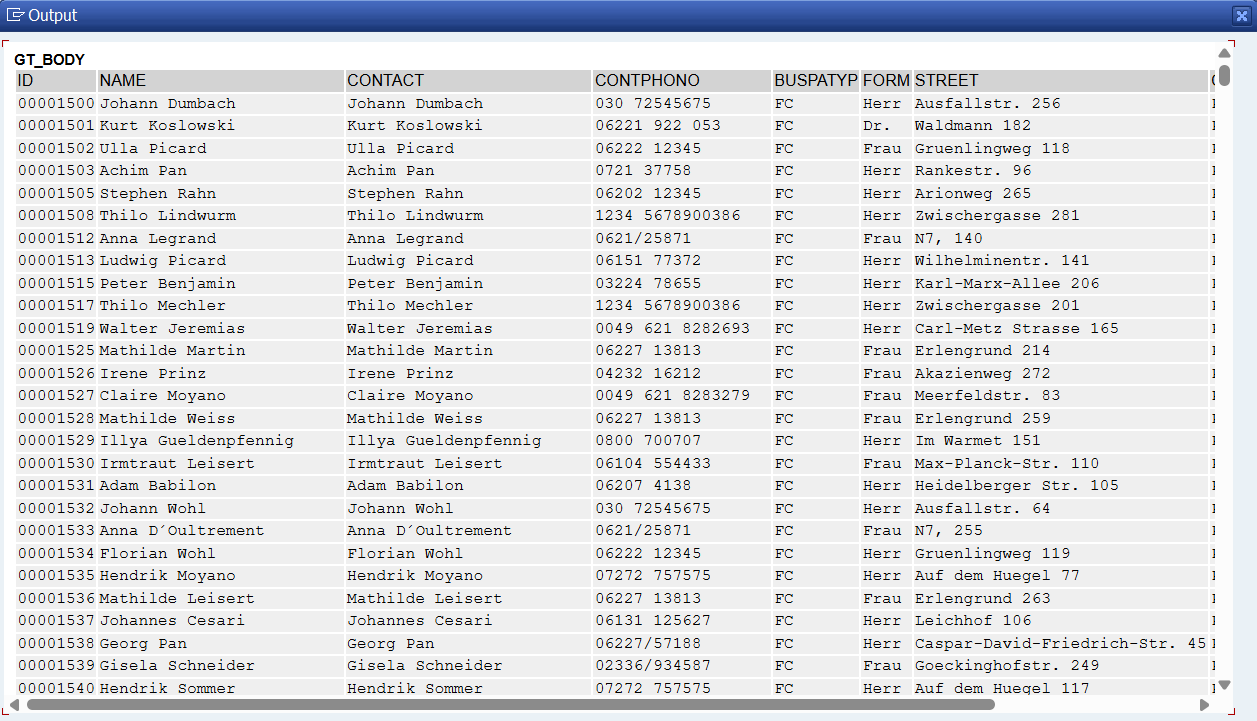 Output
GT_BODY
ID NAME CONTACT CONTPHONO BUSPATYP FORM STREET
00001500 Johann Dumbach Johann Dumbach 030 72545675 FC Herr Ausfallstr. 256
00001501 Kurt Koslowski Kurt Koslowski 06221 922 053 FC Dr. Waldmann 182
00001502 Ulla Picard Ulla Picard 06222 12345 FC Frau Gruenlingweg 118
00001503 Achim Pan Achim Pan 0721 37758 FC Herr Rankestr. 96
00001505 Stephen Rahn Stephen Rahn 06202 12345 FC Herr Arionweg 265
00001508 Thilo Lindwurm Thilo Lindwurm 1234 5678900386 FC Herr Zwischergasse 281
00001512 Anna Legrand Anna Legrand 0621/25871 FC Frau N7, 140
00001513 Ludwig Picard Ludwig Picard 06151 77372 FC Herr Wilhelminentr. 141
00001515 Peter Benjamin Peter Benjamin 03224 78655 FC Herr Karl-Marx-Allee 206
00001517 Thilo Mechler Thilo Mechler 1234 5678900386 FC Herr Zwischergasse 201
00001519 Walter Jeremias Walter Jeremias 0049 621 8282693 FC Herr Carl-Metz Strasse 165
00001525 Mathilde Martin Mathilde Martin 06227 13813 FC Frau Erlengrund 214
00001526 Irene Prinz Irene Prinz 04232 16212 FC Frau Akazienweg 272
00001527 Claire Moyano Claire Moyano 0049 621 8283279 FC Frau Meerfeldstr. 83
00001528 Mathilde Weiss Mathilde Weiss 06227 13813 FC Frau Erlengrund 259
00001529 Illya Gueldenpfennig Illya Gueldenpfennig 0800 700707 FC Herr Im Warmet 151
00001530 Irmtraut Leisert Irmtraut Leisert 06104 554433 FC Frau Max-Planck-Str. 110
00001531 Adam Babilon Adam Babilon 06207 4138 FC Herr Heidelberger Str. 105
00001532 Johann Wohl Johann Wohl 030 72545675 FC Herr Ausfallstr. 64
00001533 Anna D´Oultrement Anna D´Oultrement 0621/25871 FC Frau N7, 255
00001534 Florian Wohl Florian Wohl 06222 12345 FC Herr Gruenlingweg 119
00001535 Hendrik Moyano Hendrik Moyano 07272 757575 FC Herr Auf dem Huegel 77
00001536 Mathilde Leisert Mathilde Leisert 06227 13813 FC Frau Erlengrund 263
00001537 Johannes Cesari Johannes Cesari 06131 125627 FC Herr Leichhof 106
00001538 Georg Pan Georg Pan 06227/57188 FC Herr Caspar-David-Friedrich-Str. 45
00001539 Gisela Schneider Gisela Schneider 02336/934587 FC Frau Goeckinghofstr. 249
00001540 Hendrik Sommer Hendrik Sommer 07272 757575 FC Herr Auf dem Huegel 117